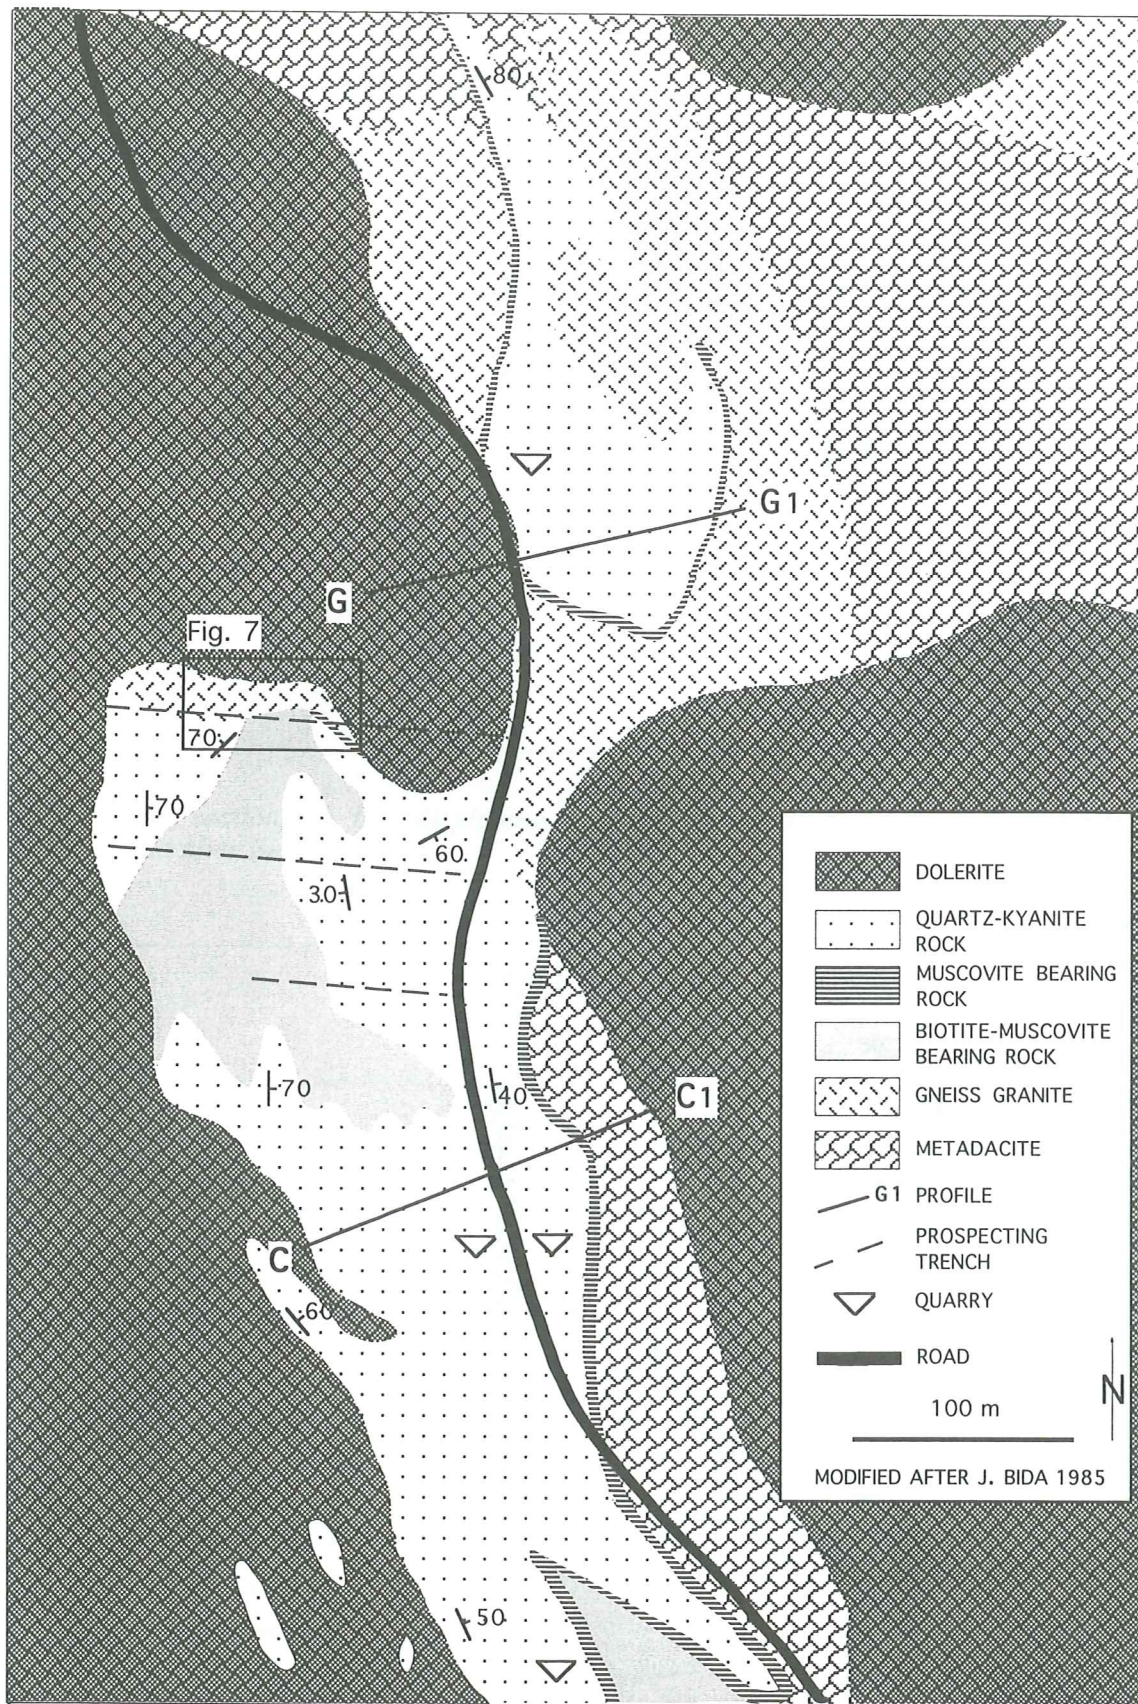 80
G1
G
Fig. 7
70
70
60
30
70
40
C1
C
60
50
DOLERITE
QUARTZ-KYANITE
ROCK
MUSCOVITE BEARING
ROCK
BIOTITE-MUSCOVITE
BEARING ROCK
GNEISS GRANITE
METADACITE
G1 PROFILE
PROSPECTING
TRENCH
QUARRY
ROAD
N
100 m
MODIFIED AFTER J. BIDA 1985